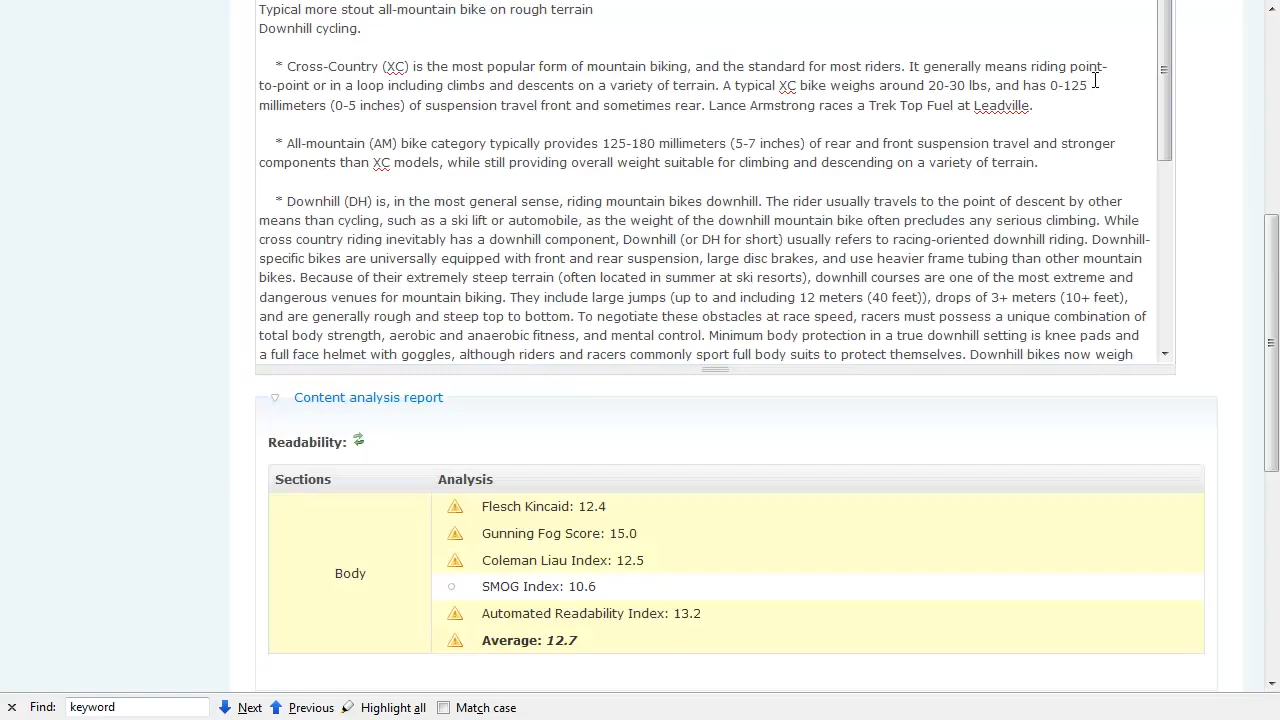 Typical more stout all-mountain bike on rough terrain
Downhill cycling.
* Cross-Country (XC) is the most popular form of mountain biking, and the standard for most riders. It generally means riding point-
to-point or in a loop including climbs and descents on a variety of terrain. A typical XC bike weighs around 20-30 lbs, and has 0-125
millimeters (0-5 inches) of suspension travel front and sometimes rear. Lance Armstrong races a Trek Top Fuel at Leadville.
* All-mountain (AM) bike category typically provides 125-180 millimeters (5-7 inches) of rear and front suspension travel and stronger
components than XC models, while still providing overall weight suitable for climbing and descending on a variety of terrain.
* Downhill (DH) is, in the most general sense, riding mountain bikes downhill. The rider usually travels to the point of descent by other
means than cycling, such as a ski lift or automobile, as the weight of the downhill mountain bike often precludes any serious climbing. While
cross country riding inevitably has a downhill component, Downhill (or DH for short) usually refers to racing-oriented downhill riding. Downhill-
specific bikes are universally equipped with front and rear suspension, large disc brakes, and use heavier frame tubing than other mountain
bikes. Because of their extremely steep terrain (often located in summer at ski resorts), downhill courses are one of the most extreme and
dangerous venues for mountain biking. They include large jumps (up to and including 12 meters (40 feet)), drops of 3+ meters (10+ feet),
and are generally rough and steep top to bottom. To negotiate these obstacles at race speed, racers must possess a unique combination of
total body strength, aerobic and anaerobic fitness, and mental control. Minimum body protection in a true downhill setting is knee pads and
a full face helmet with goggles, although riders and racers commonly sport full body suits to protect themselves. Downhill bikes now weigh
Content analysis report
Readability:
Sections Analysis
Flesch Kincaid: 12.4
Gunning Fog Score: 15.0
Coleman Liau Index: 12.5
Body
SMOG Index: 10.6
Automated Readability Index: 13.2
Average: 12.7
Find: keyword Next Previous Highlight all Match case